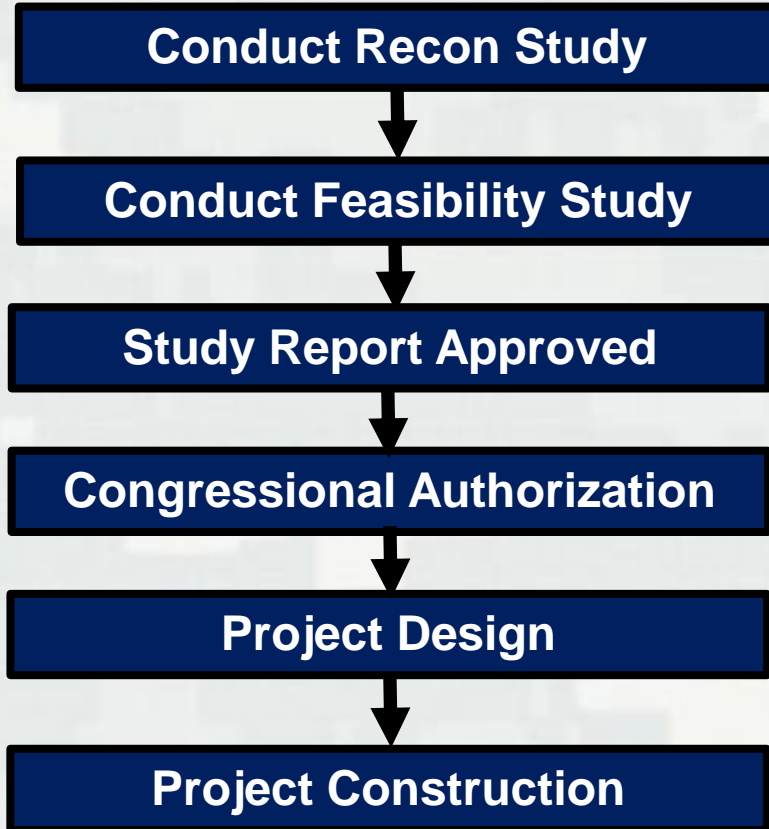 Conduct Recon Study
Conduct Feasibility Study
Study Report Approved
Congressional Authorization
Project Design
Project Construction